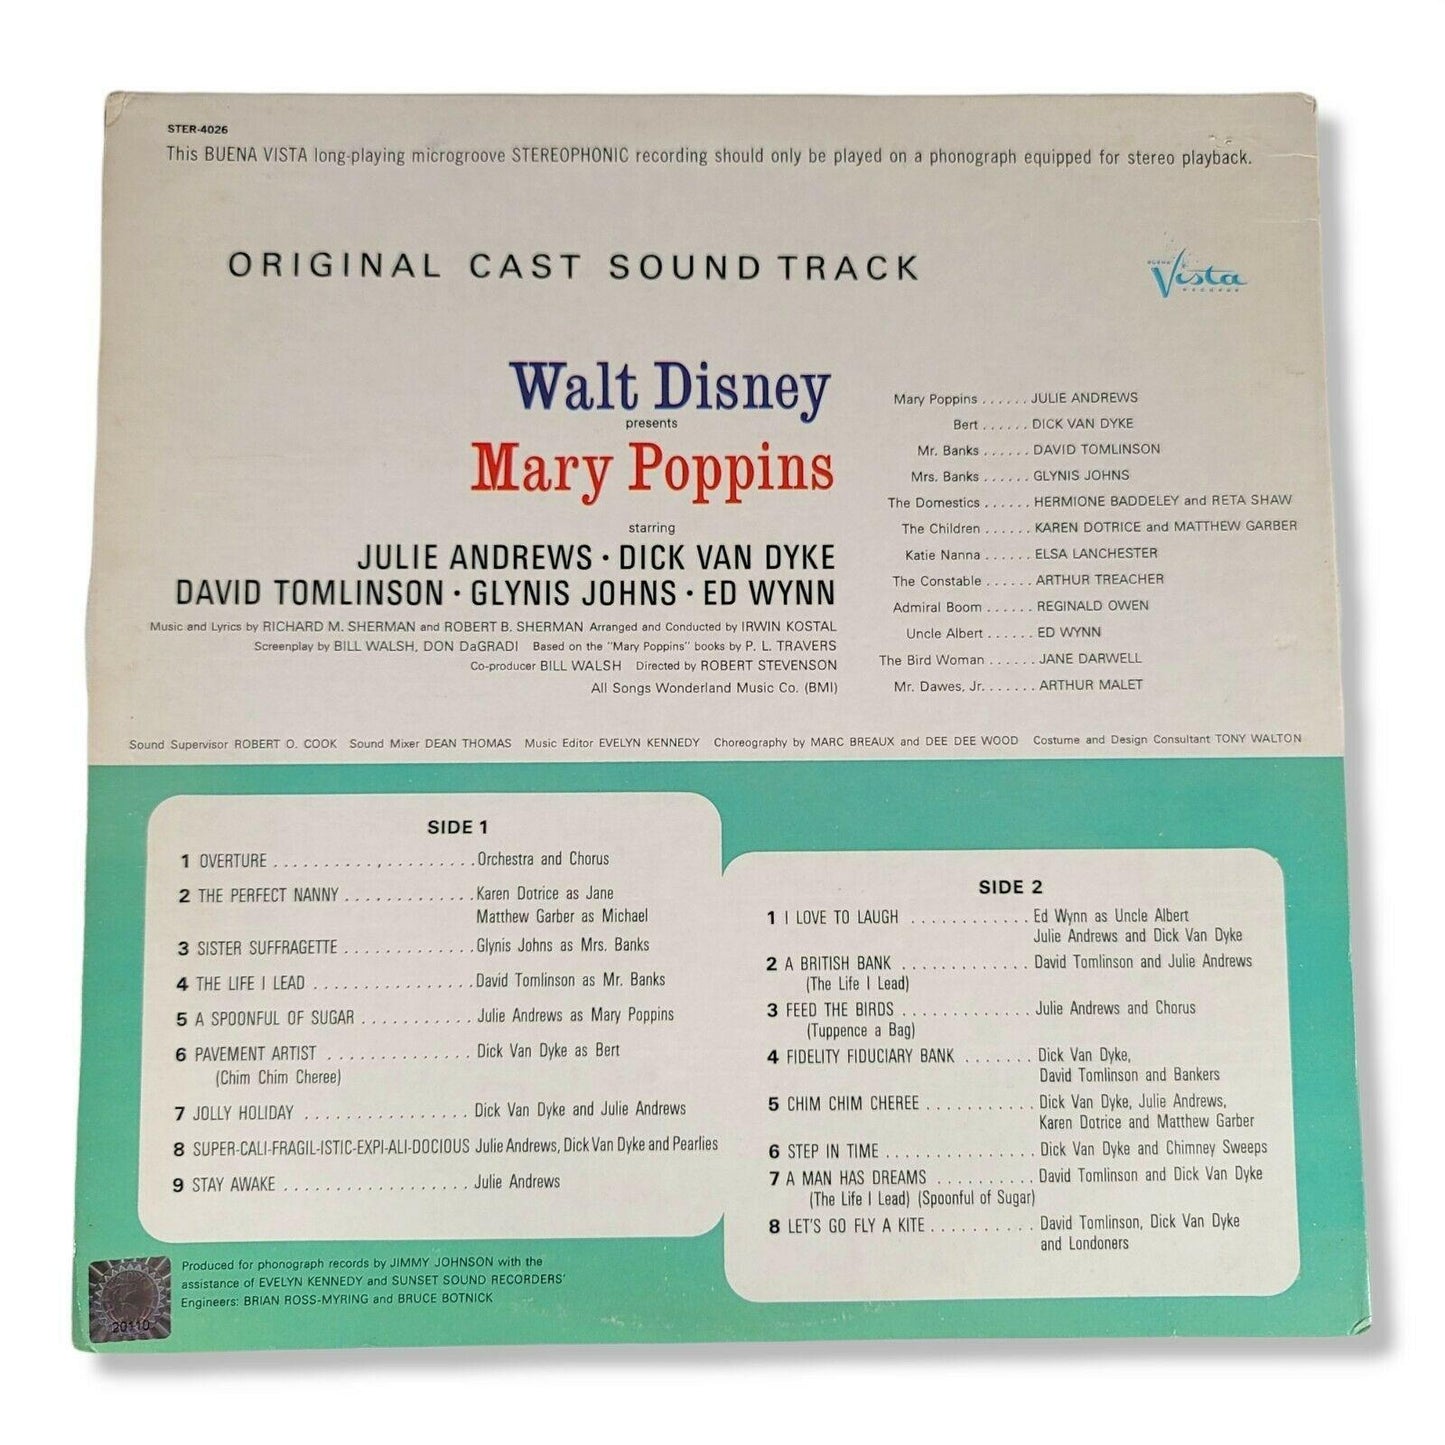 STER-4026
This BUENA VISTA long-playing microgroove STEREOPHONIC recording should only be played on a phonograph equipped for stereo playback.
ORIGINAL CAST SOUND TRACK
BUENA
Vista
RECORDS
Walt Disney
presents
Mary Poppins
starring
JULIE ANDREWS • DICK VAN DYKE
DAVID TOMLINSON • GLYNIS JOHNS • ED WYNN
Music and Lyrics by RICHARD M. SHERMAN and ROBERT B. SHERMAN Arranged and Conducted by IRWIN KOSTAL
Screenplay by BILL WALSH, DON DaGRADI Based on the "Mary Poppins" books by P. L. TRAVERS
Co-producer BILL WALSH Directed by ROBERT STEVENSON
All Songs Wonderland Music Co. (BMI)
Mary Poppins ...... JULIE ANDREWS
Bert ...... DICK VAN DYKE
Mr. Banks ...... DAVID TOMLINSON
Mrs. Banks ...... GLYNIS JOHNS
The Domestics ...... HERMIONE BADDELEY and RETA SHAW
The Children ...... KAREN DOTRICE and MATTHEW GARBER
Katie Nanna ...... ELSA LANCHESTER
The Constable ...... ARTHUR TREACHER
Admiral Boom ...... REGINALD OWEN
Uncle Albert ...... ED WYNN
The Bird Woman ...... JANE DARWELL
Mr. Dawes, Jr. ...... ARTHUR MALET
Sound Supervisor ROBERT O. COOK Sound Mixer DEAN THOMAS Music Editor EVELYN KENNEDY Choreography by MARC BREAUX and DEE DEE WOOD Costume and Design Consultant TONY WALTON
SIDE 1
1 OVERTURE .................... Orchestra and Chorus
2 THE PERFECT NANNY ............. Karen Dotrice as Jane
Matthew Garber as Michael
3 SISTER SUFFRAGETTE ............. Glynis Johns as Mrs. Banks
4 THE LIFE I LEAD ................ David Tomlinson as Mr. Banks
5 A SPOONFUL OF SUGAR ........... Julie Andrews as Mary Poppins
6 PAVEMENT ARTIST .............. Dick Van Dyke as Bert
(Chim Chim Cheree)
7 JOLLY HOLIDAY ................ Dick Van Dyke and Julie Andrews
8 SUPER-CALI-FRAGIL-ISTIC-EXPI-ALI-DOCIOUS Julie Andrews, Dick Van Dyke and Pearlies
9 STAY AWAKE .................. Julie Andrews
SIDE 2
1 I LOVE TO LAUGH ............ Ed Wynn as Uncle Albert
Julie Andrews and Dick Van Dyke
2 A BRITISH BANK ............. David Tomlinson and Julie Andrews
(The Life I Lead)
3 FEED THE BIRDS ............. Julie Andrews and Chorus
(Tuppence a Bag)
4 FIDELITY FIDUCIARY BANK ....... Dick Van Dyke,
David Tomlinson and Bankers
5 CHIM CHIM CHEREE ........... Dick Van Dyke, Julie Andrews,
Karen Dotrice and Matthew Garber
6 STEP IN TIME ............... Dick Van Dyke and Chimney Sweeps
7 A MAN HAS DREAMS .......... David Tomlinson and Dick Van Dyke
(The Life I Lead) (Spoonful of Sugar)
8 LET'S GO FLY A KITE .......... David Tomlinson, Dick Van Dyke
and Londoners
Produced for phonograph records by JIMMY JOHNSON with the
assistance of EVELYN KENNEDY and SUNSET SOUND RECORDERS'
Engineers: BRIAN ROSS-MYRING and BRUCE BOTNICK
20110